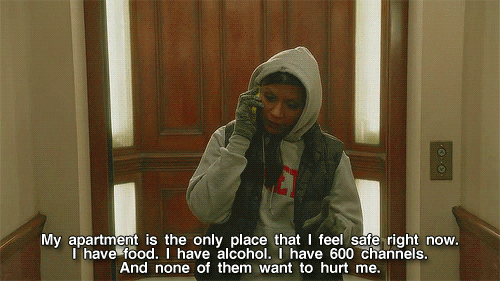 ET
My apartment is the only place that I feel safe right now.
I have food. I have alcohol. I have 600 channels.
And none of them want to hurt me.